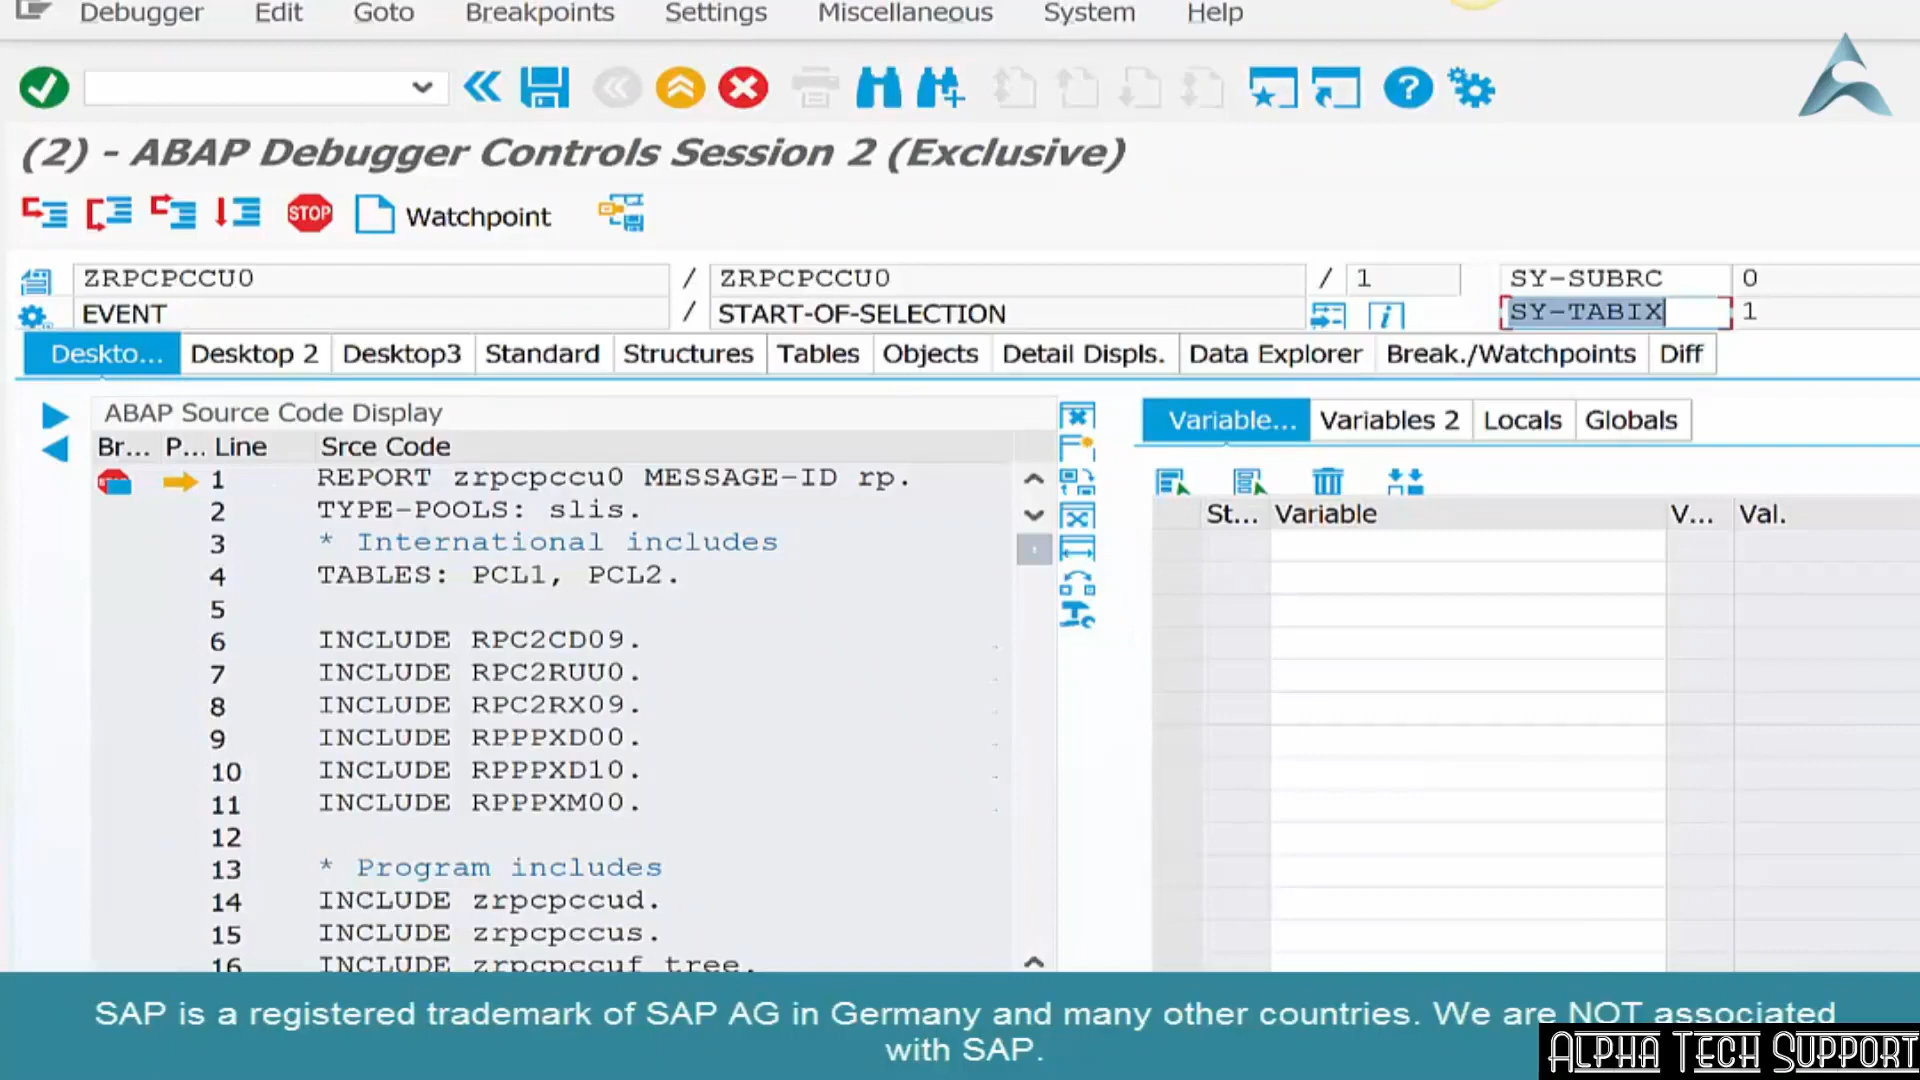 Debugger Edit Goto Breakpoints Settings Miscellaneous System Help
(2) - ABAP Debugger Controls Session 2 (Exclusive)
STOP Watchpoint
ZRPCPCCU0 / ZRPCPCCU0 / 1 SY-SUBRC 0
EVENT / START-OF-SELECTION SY-TABIX 1
Deskto... Desktop 2 Desktop3 Standard Structures Tables Objects Detail Displs. Data Explorer Break./Watchpoints Diff
ABAP Source Code Display
Variable... Variables 2 Locals Globals
Br... P... Line Srce Code
St... Variable V... Val.
1 REPORT zrpcpccu0 MESSAGE-ID rp.
2 TYPE-POOLS: slis.
3 * International includes
4 TABLES: PCL1, PCL2.
5
6 INCLUDE RPC2CD09.
7 INCLUDE RPC2RUU0.
8 INCLUDE RPC2RX09.
9 INCLUDE RPPPXD00.
10 INCLUDE RPPPXD10.
11 INCLUDE RPPPXM00.
12
13 * Program includes
14 INCLUDE zrpcpccud.
15 INCLUDE zrpcpccus.
16 INCLUDE zrpcpccuf_tree.
SAP is a registered trademark of SAP AG in Germany and many other countries. We are NOT associated
with SAP.
Alpha Tech Support